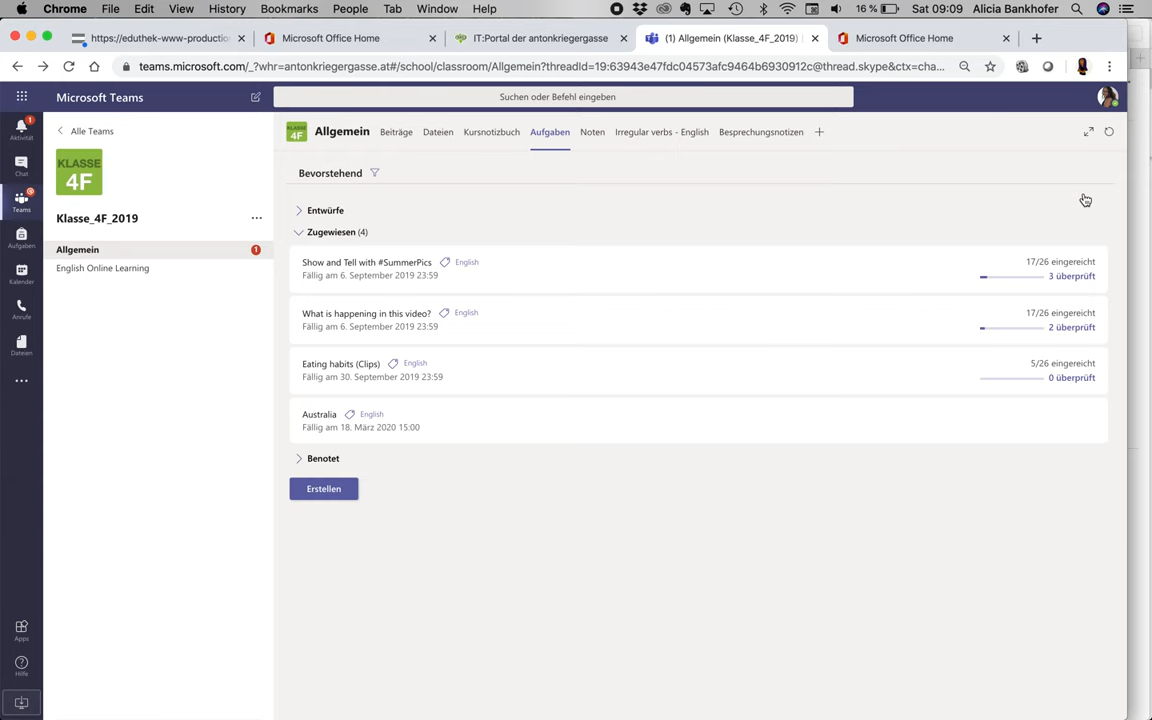 Chrome File Edit View History Bookmarks People Tab Window Help 16 % Sat 09:09 Alicia Bankhofer
https://eduthek-www-production Microsoft Office Home IT:Portal der antonkriegergasse (1) Allgemein (Klasse_4F_2019) Microsoft Office Home
teams.microsoft.com/_?whr=antonkriegergasse.at#/school/classroom/Allgemein?threadId=19:63943e47fdc04573afc9464b6930912c@thread.skype&ctx=cha...
Microsoft Teams
Suchen oder Befehl eingeben
Aktivität
1
Chat
Teams
Aufgaben
Kalender
Anrufe
Dateien
Apps
Hilfe
Alle Teams
KLASSE
4F
Klasse_4F_2019
Allgemein 1
English Online Learning
KLASSE
4F
Allgemein Beiträge Dateien Kursnotizbuch Aufgaben Noten Irregular verbs - English Besprechungsnotizen
Bevorstehend
Entwürfe
Zugewiesen (4)
Show and Tell with #SummerPics English 17/26 eingereicht
Fällig am 6. September 2019 23:59 3 überprüft
What is happening in this video? English 17/26 eingereicht
Fällig am 6. September 2019 23:59 2 überprüft
Eating habits (Clips) English 5/26 eingereicht
Fällig am 30. September 2019 23:59 0 überprüft
Australia English
Fällig am 18. März 2020 15:00
Benotet
Erstellen